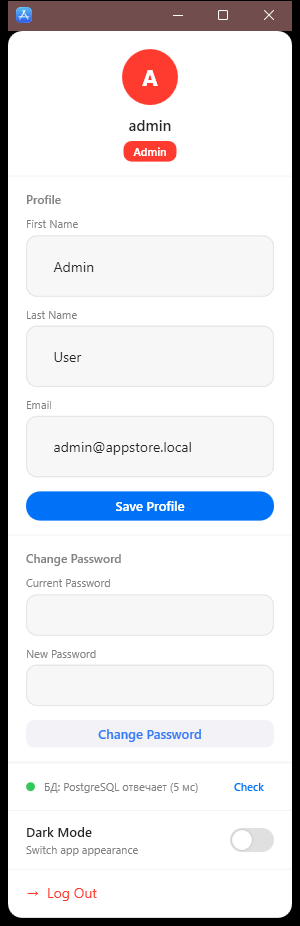 A
admin
Admin
Profile
First Name
Admin
Last Name
User
Email
admin@appstore.local
Save Profile
Change Password
Current Password
New Password
Change Password
БД: PostgreSQL отвечает (5 мс) Check
Dark Mode
Switch app appearance
→ Log Out